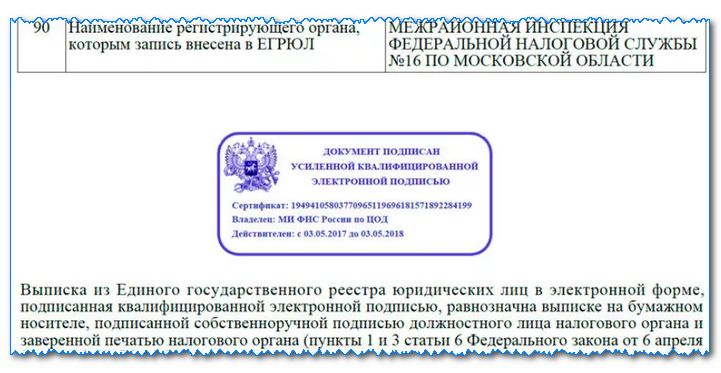 90 Наименование регистрирующего органа, МЕЖРАЙОННАЯ ИНСПЕКЦИЯ
которым запись внесена в ЕГРЮЛ ФЕДЕРАЛЬНОЙ НАЛОГОВОЙ СЛУЖБЫ
№16 ПО МОСКОВСКОЙ ОБЛАСТИ
ДОКУМЕНТ ПОДПИСАН
УСИЛЕННОЙ КВАЛИФИЦИРОВАННОЙ
ЭЛЕКТРОННОЙ ПОДПИСЬЮ
Сертификат: 194941058037709651196961815718922841​99
Владелец: МИ ФНС России по ЦОД
Действителен: с 03.05.2017 до 03.05.2018
Выписка из Единого государственного реестра юридических лиц в электронной форме,
подписанная квалифицированной электронной подписью, равнозначна выписке на бумажном
носителе, подписанной собственноручной подписью должностного лица налогового органа и
заверенной печатью налогового органа (пункты 1 и 3 статьи 6 Федерального закона от 6 апреля